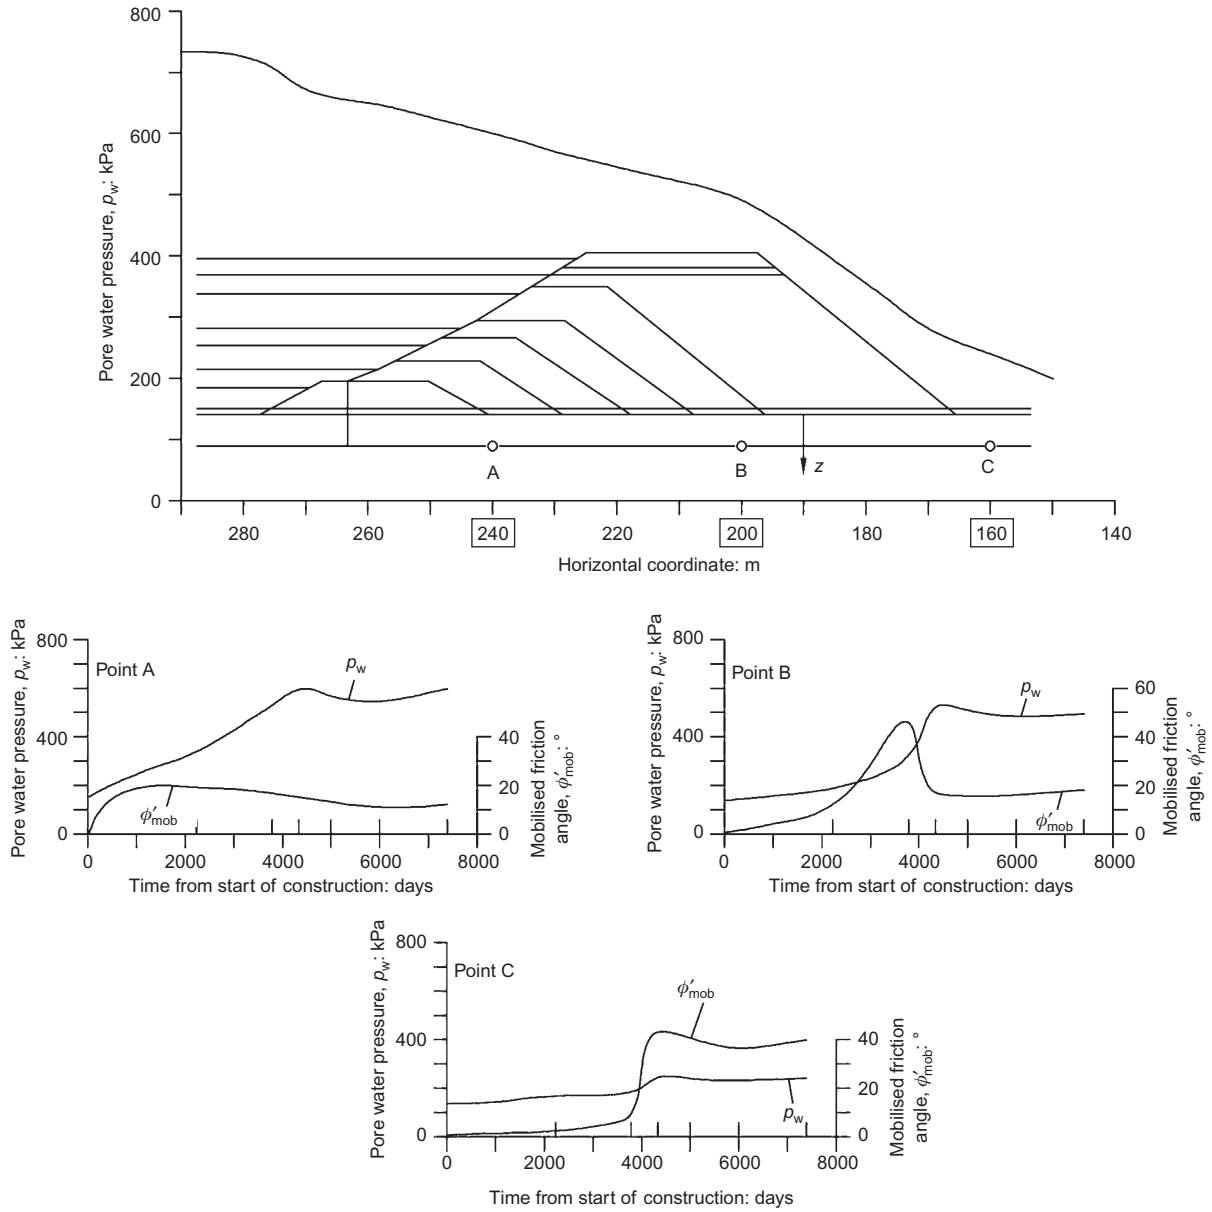 800
600
400
200
0
Pore water pressure, pw: kPa
A
B
z
C
280
260
240
220
200
180
160
140
Horizontal coordinate: m
800
400
0
Pore water pressure, pw: kPa
Point A
pw
ϕ′mob
40
20
0
Mobilised friction
angle, ϕ′mob: °
0
2000
4000
6000
8000
Time from start of construction: days
800
400
0
Pore water pressure, pw: kPa
Point B
pw
ϕ′mob
60
40
20
0
Mobilised friction
angle, ϕ′mob: °
0
2000
4000
6000
8000
Time from start of construction: days
800
400
0
Pore water pressure, pw: kPa
Point C
ϕ′mob
pw
40
20
0
Mobilised friction
angle, ϕ′mob: °
0
2000
4000
6000
8000
Time from start of construction: days